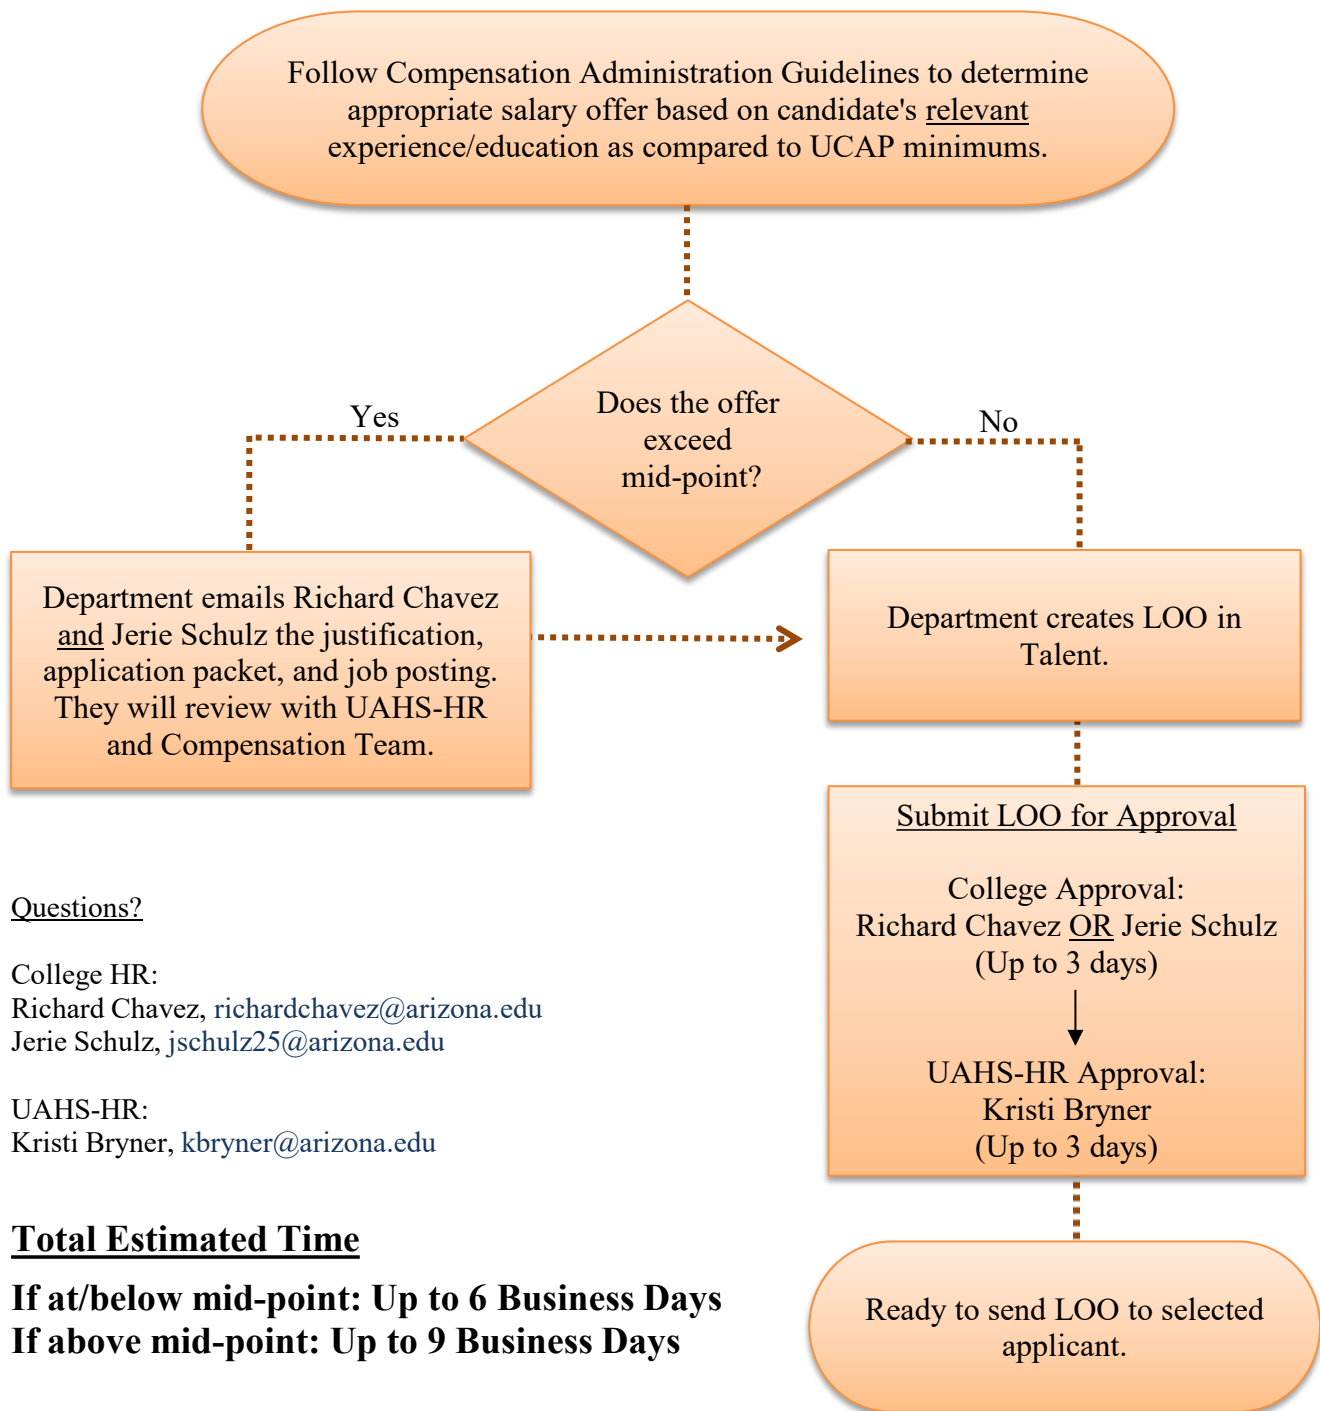 Follow Compensation Administration Guidelines to determine
appropriate salary offer based on candidate's relevant
experience/education as compared to UCAP minimums.
Does the offer
exceed
mid-point?
Yes
No
Department emails Richard Chavez
and Jerie Schulz the justification,
application packet, and job posting.
They will review with UAHS-HR
and Compensation Team.
Department creates LOO in
Talent.
Submit LOO for Approval
College Approval:
Richard Chavez OR Jerie Schulz
(Up to 3 days)
UAHS-HR Approval:
Kristi Bryner
(Up to 3 days)
Ready to send LOO to selected
applicant.
Questions?
College HR:
Richard Chavez, richardchavez@arizona.edu
Jerie Schulz, jschulz25@arizona.edu
UAHS-HR:
Kristi Bryner, kbryner@arizona.edu
Total Estimated Time
If at/below mid-point: Up to 6 Business Days
If above mid-point: Up to 9 Business Days